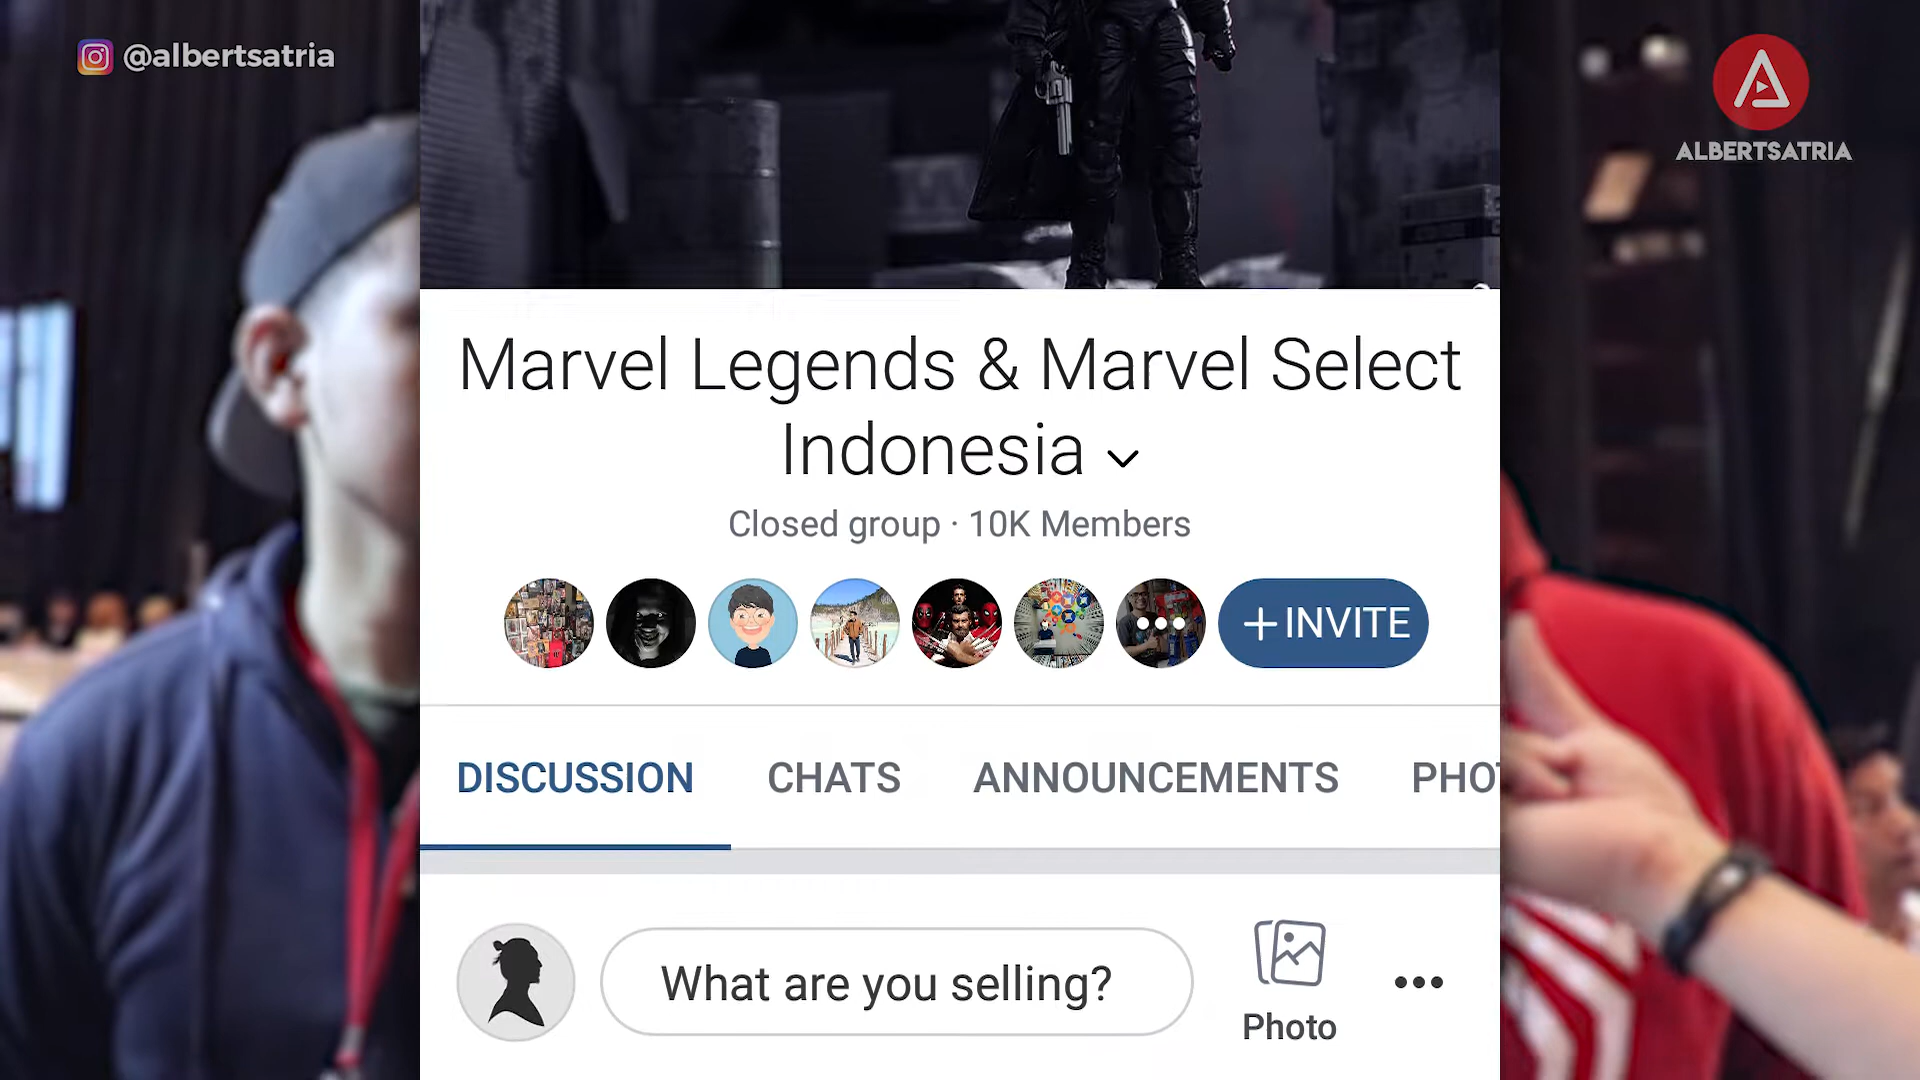 @albertsatria
ALBERTSATRIA
Marvel Legends & Marvel Select
Indonesia
Closed group · 10K Members
+INVITE
DISCUSSION CHATS ANNOUNCEMENTS PHOT
What are you selling?
Photo